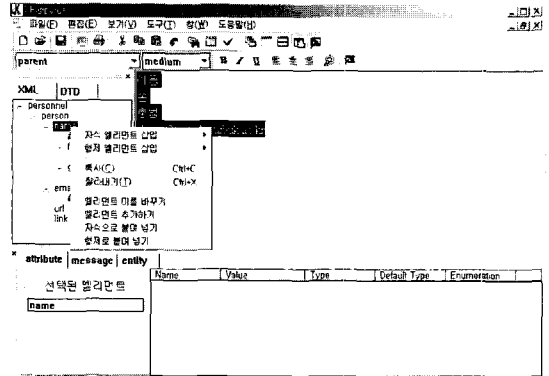 파일(F) 편집(E) 보기(V) 도구(T) 창(W) 도움말(H)
parent medium B I U
XML DTD
personnel
person
name
자식 엘리먼트 삽입
형제 엘리먼트 삽입
복사(C) Ctrl+C
잘라내기(T) Ctrl+X
엘리먼트 이름 바꾸기
엘리먼트 추가하기
자식으로 붙여 넣기
형제로 붙여 넣기
url
link
attribute message entity
Name Value Type Default Type Enumeration
선택된 엘리먼트
name